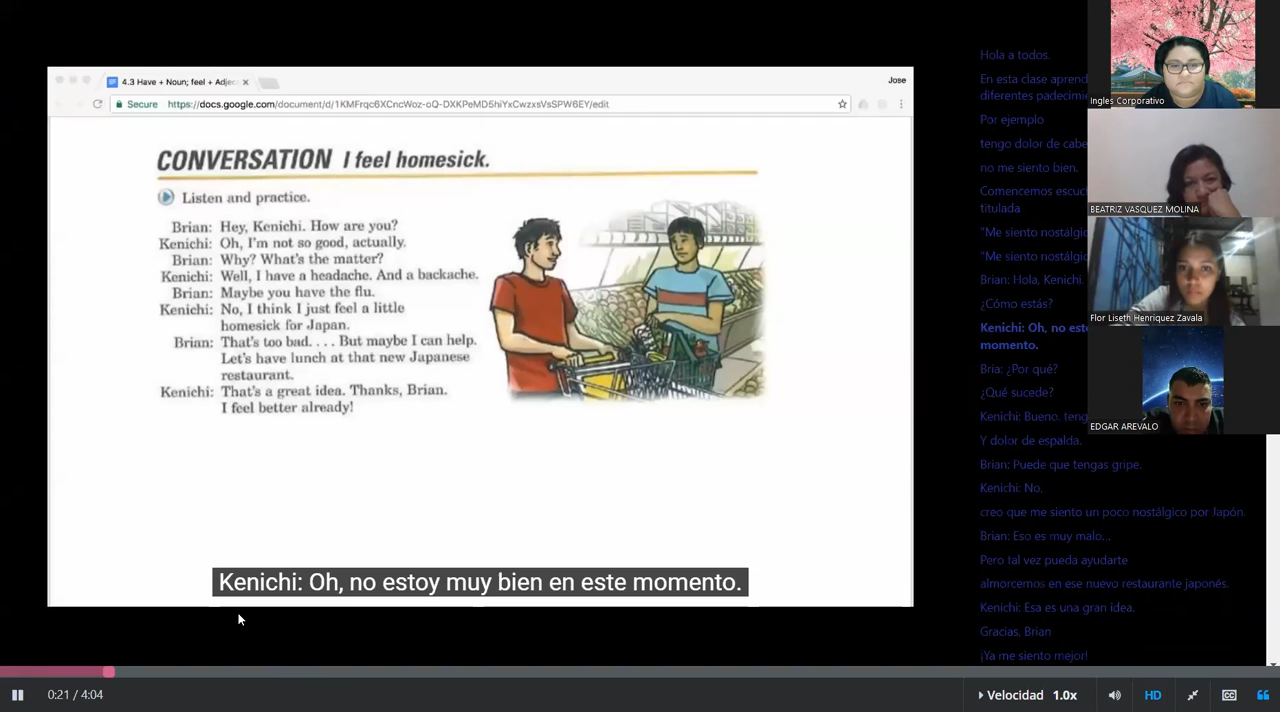 4.3 Have + Noun; feel + Adjec
Jose
Secure
https://docs.google.com/document/d/1KMFrqc6XCncWoz-oQ-DXKPeMD5hiYxCwzxsVsSPW6EY/edit
CONVERSATION I feel homesick.
Listen and practice.
Brian: Hey, Kenichi. How are you?
Kenichi: Oh, I'm not so good, actually.
Brian: Why? What's the matter?
Kenichi: Well, I have a headache. And a backache.
Brian: Maybe you have the flu.
Kenichi: No, I think I just feel a little
homesick for Japan.
Brian: That's too bad. . . . But maybe I can help.
Let's have lunch at that new Japanese
restaurant.
Kenichi: That's a great idea. Thanks, Brian.
I feel better already!
Kenichi: Oh, no estoy muy bien en este momento.
0:21 / 4:04
Velocidad 1.0x
HD
CC
Hola a todos.
En esta clase aprend
diferentes padecimie
Por ejemplo
tengo dolor de cabe
no me siento bien.
Comencemos escuc
titulada
"Me siento nostálgic
"Me siento nostálgic
Brian: Hola, Kenichi.
¿Cómo estás?
Kenichi: Oh, no esto
momento.
Bria: ¿Por qué?
¿Qué sucede?
Kenichi: Bueno, teng
Y dolor de espalda.
Brian: Puede que tengas gripe.
Kenichi: No,
creo que me siento un poco nostálgico por Japón.
Brian: Eso es muy malo...
Pero tal vez pueda ayudarte
almorcemos en ese nuevo restaurante japonés.
Kenichi: Esa es una gran idea.
Gracias, Brian
¡Ya me siento mejor!
Ingles Corporativo
BEATRIZ VASQUEZ MOLINA
Flor Liseth Henriquez Zavala
EDGAR AREVALO